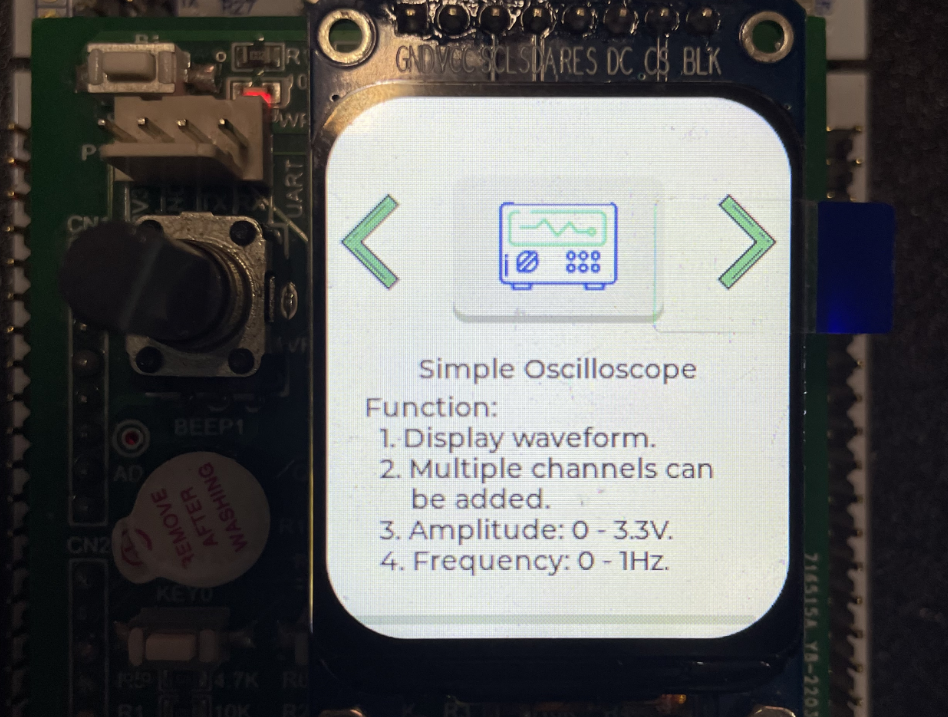 GND VCC SCL SDA RES DC CS BLK
UART
Simple Oscilloscope
Function:
1. Display waveform.
2. Multiple channels can
be added.
3. Amplitude: 0 - 3.3V.
4. Frequency: 0 - 1Hz.
BEEP1
AD
REMOVE
AFTER
WASHING
CN2
KEY0
4.7K
R1
10K